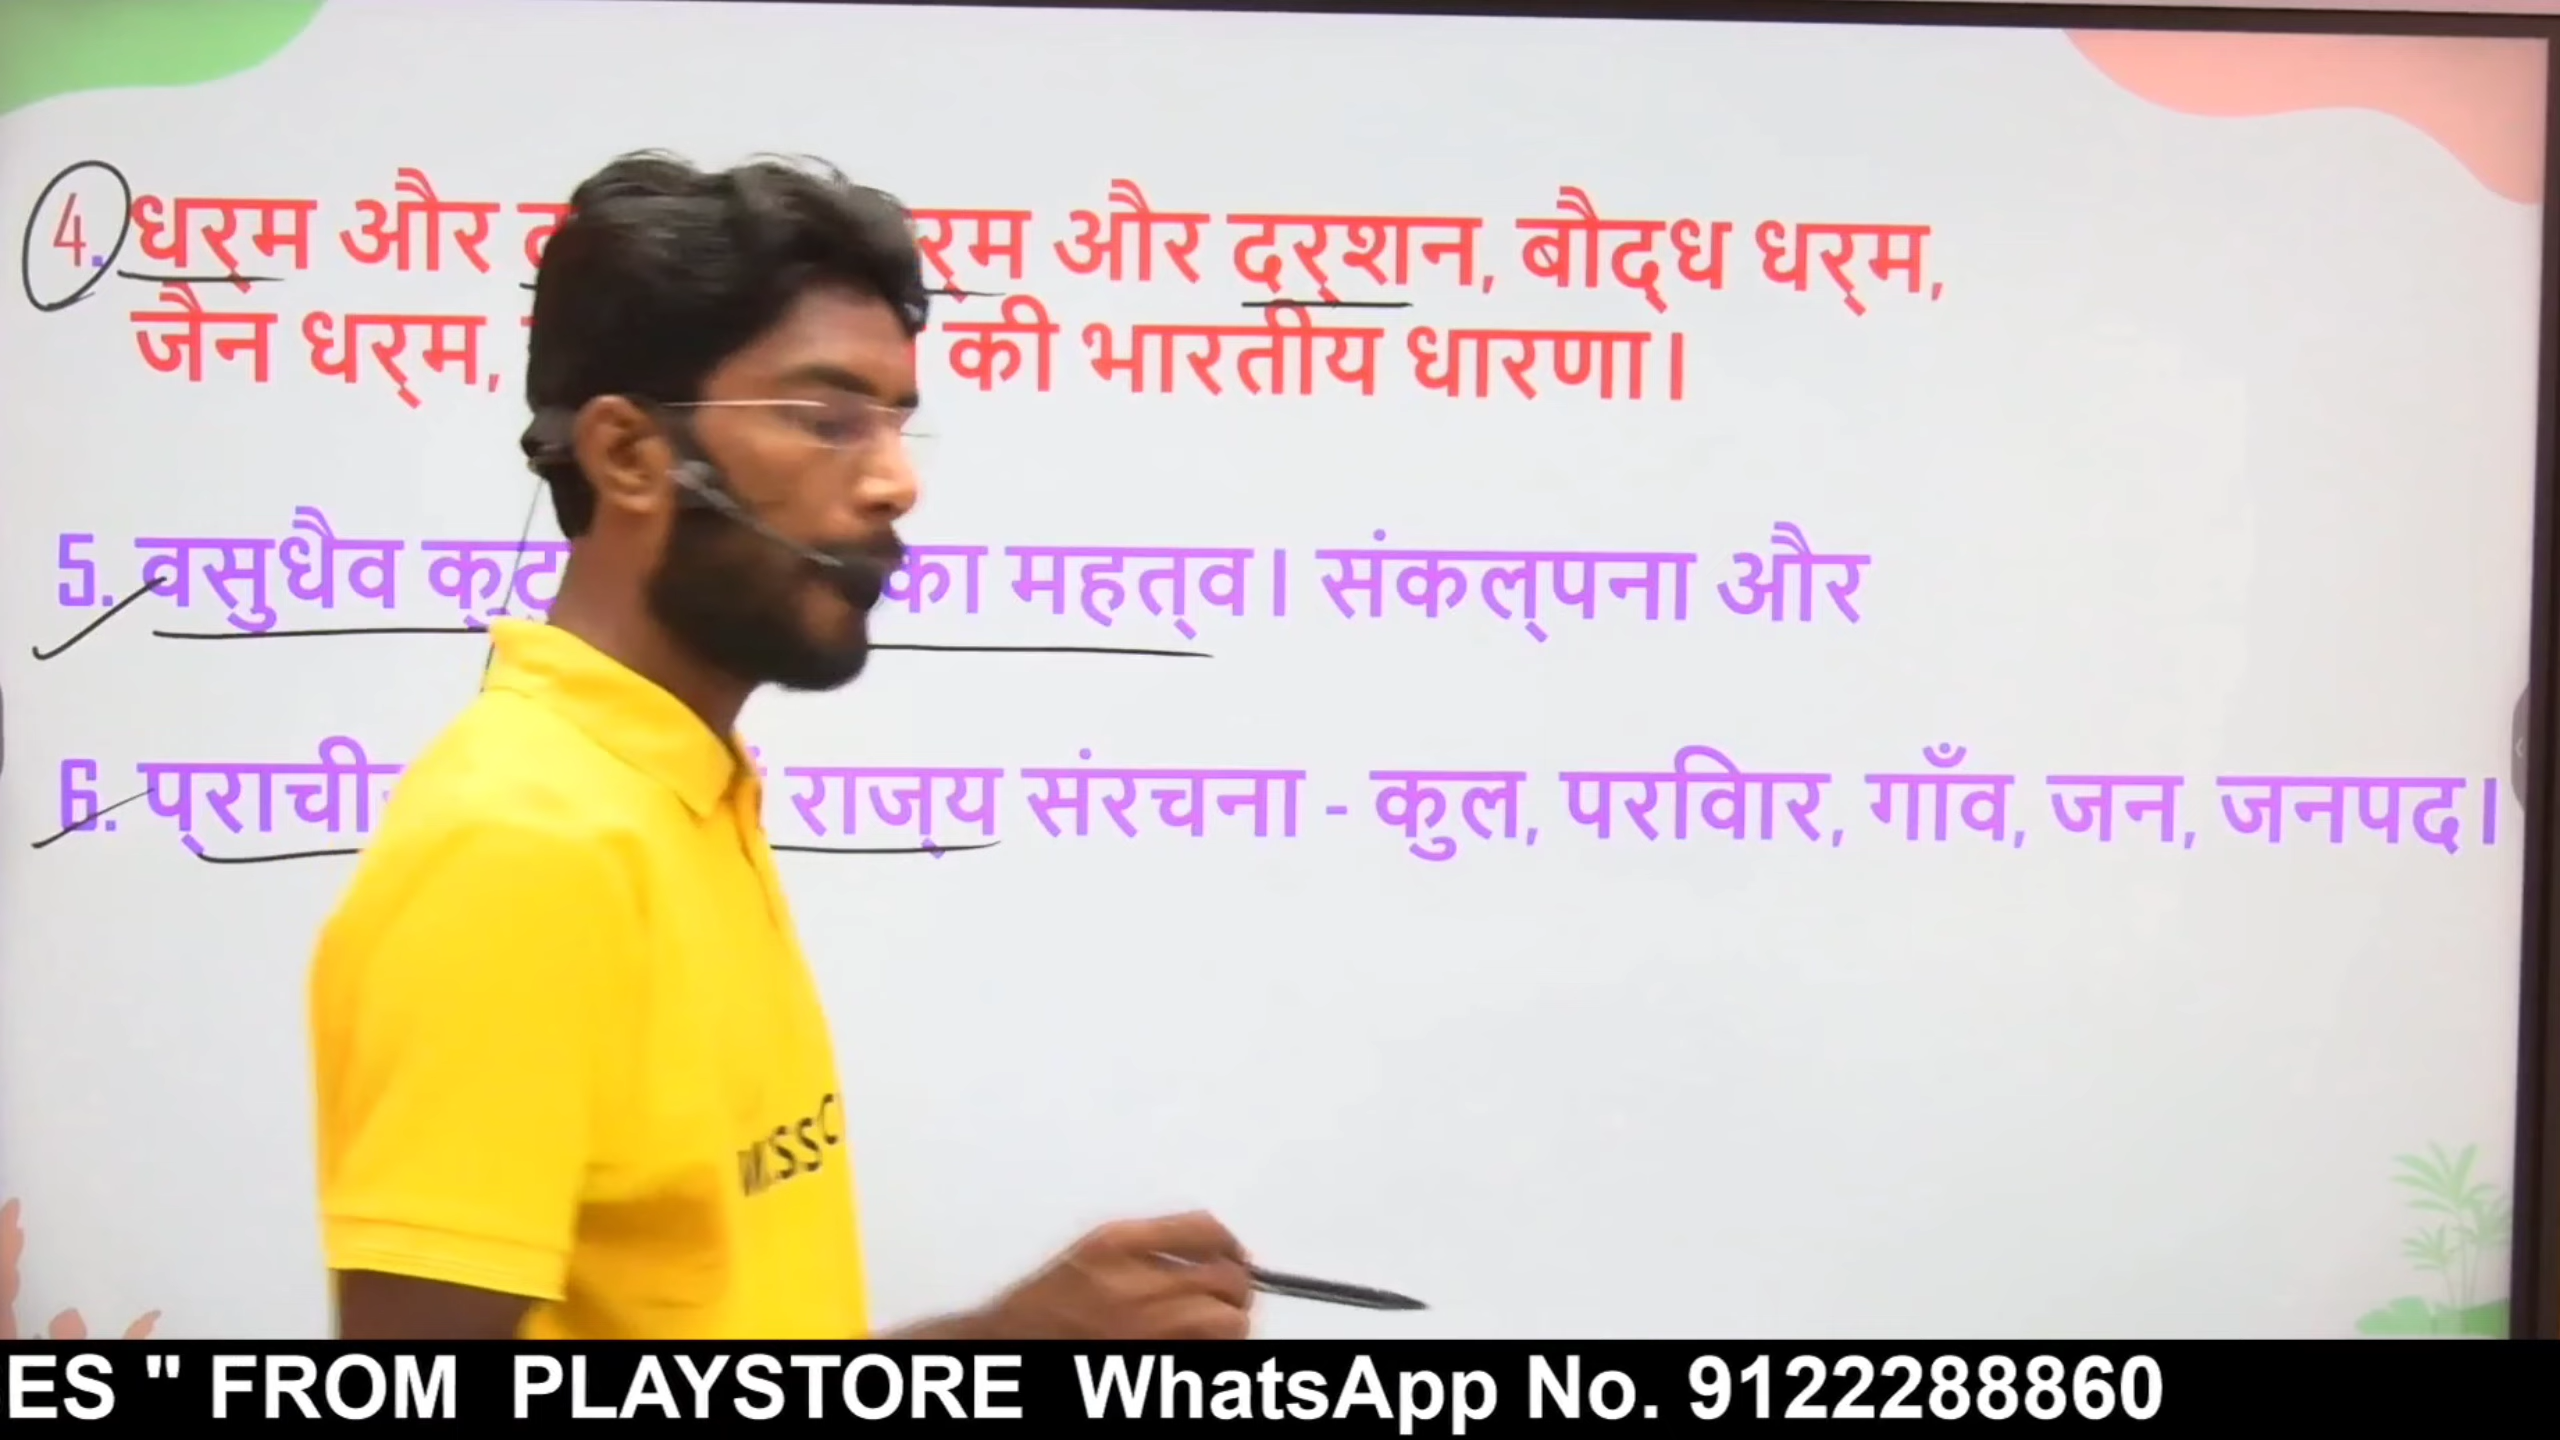 4. धर्म और और दर्शन, बौद्ध धर्म,
जैन धर्म, की भारतीय धारणा।
5. वसुधैव का महत्व। संकल्पना और
6. राज्य संरचना - कुल, परिवार, गाँव, जन, जनपद।
" FROM PLAYSTORE WhatsApp No. 9122288860